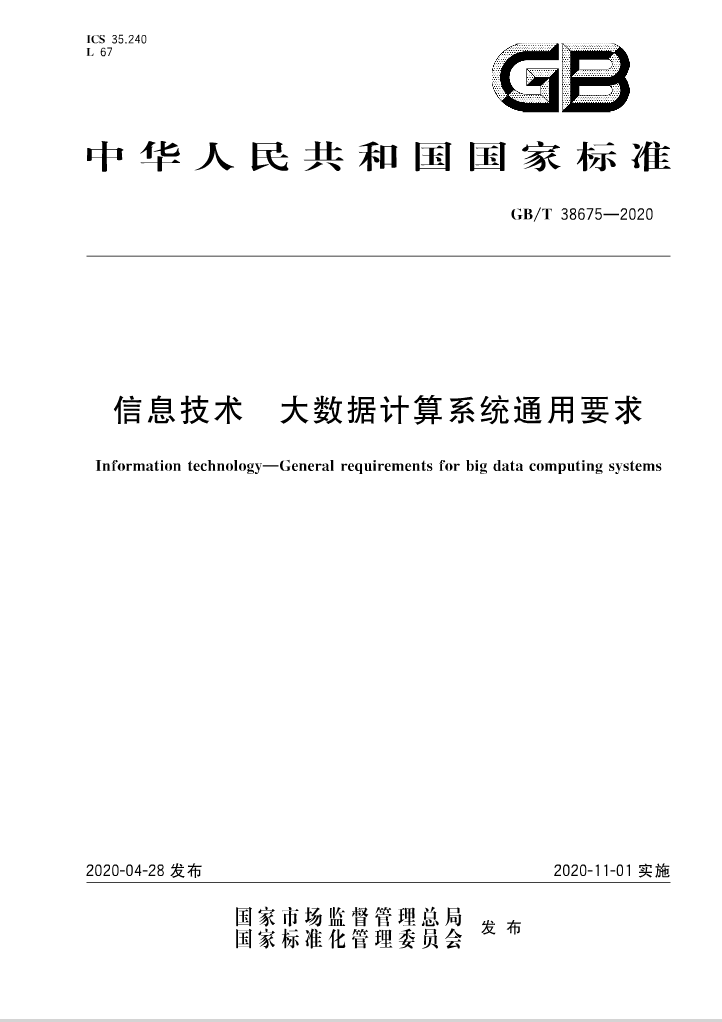 ICS 35.240
L 67
GB
中华人民共和国国家标准
GB/T 38675—2020
信息技术　大数据计算系统通用要求
Information technology—General requirements for big data computing systems
2020-04-28 发布
2020-11-01 实施
国家市场监督管理总局
国家标准化管理委员会
发布